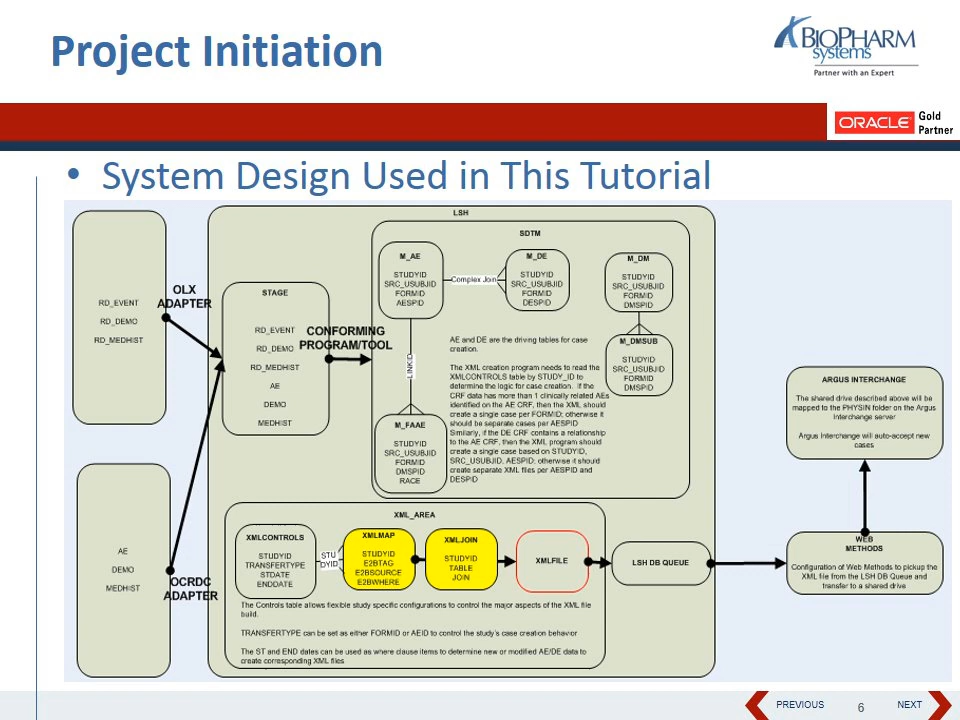 Project Initiation
BIOPHARM
systems
Partner with an Expert
ORACLE
Gold
Partner
• System Design Used in This Tutorial
RD_EVENT
RD_DEMO
RD_MEDHIST
OLX
ADAPTER
AE
DEMO
MEDHIST
OCRDC
ADAPTER
LSH
STAGE
RD_EVENT
RD_DEMO
RD_MEDHIST
AE
DEMO
MEDHIST
CONFORMING
PROGRAM/TOOL
SDTM
M_AE
STUDYID
SRC_USUBJID
FORMID
AESPID
Complex Join
M_DE
STUDYID
SRC_USUBJID
FORMID
DESPID
M_DM
STUDYID
SRC_USUBJID
FORMID
DMSPID
M_DMSUB
STUDYID
SRC_USUBJID
FORMID
DMSPID
LINKID
M_FAAE
STUDYID
SRC_USUBJID
FORMID
DMSPID
RACE
AE and DE are the driving tables for case
creation.
The XML creation program needs to read the
XMLCONTROLS table by STUDY_ID to
determine the logic for case creation. If the
CRF data has more than 1 clinically related AEs
identified on the AE CRF, then the XML should
create a single case per FORMID; otherwise it
should be separate cases per AESPID
Similarly, if the DE CRF contains a relationship
to the AE CRF, then the XML program should
create a single case based on STUDYID,
SRC_USUBJID, AESPID; otherwise it should
create separate XML files per AESPID and
DESPID
XML_AREA
XMLCONTROLS
STUDYID
TRANSFERTYPE
STDATE
ENDDATE
STU
DYID
XMLMAP
STUDYID
E2BTAG
E2BSOURCE
E2BWHERE
XMLJOIN
STUDYID
TABLE
JOIN
XMLFILE
The Controls table allows flexible study specific configurations to control the major aspects of the XML file
build.
TRANSFERTYPE can be set as either FORMID or AEID to control the study's case creation behavior
The ST and END dates can be used as where clause items to determine new or modified AE/DE data to
create corresponding XML files
LSH DB QUEUE
ARGUS INTERCHANGE
The shared drive described above will be
mapped to the PHYSIN folder on the Argus
Interchange server
Argus Interchange will auto-accept new
cases
WEB
METHODS
Configuration of Web Methods to pickup the
XML file from the LSH DB Queue and
transfer to a shared drive
PREVIOUS
6
NEXT